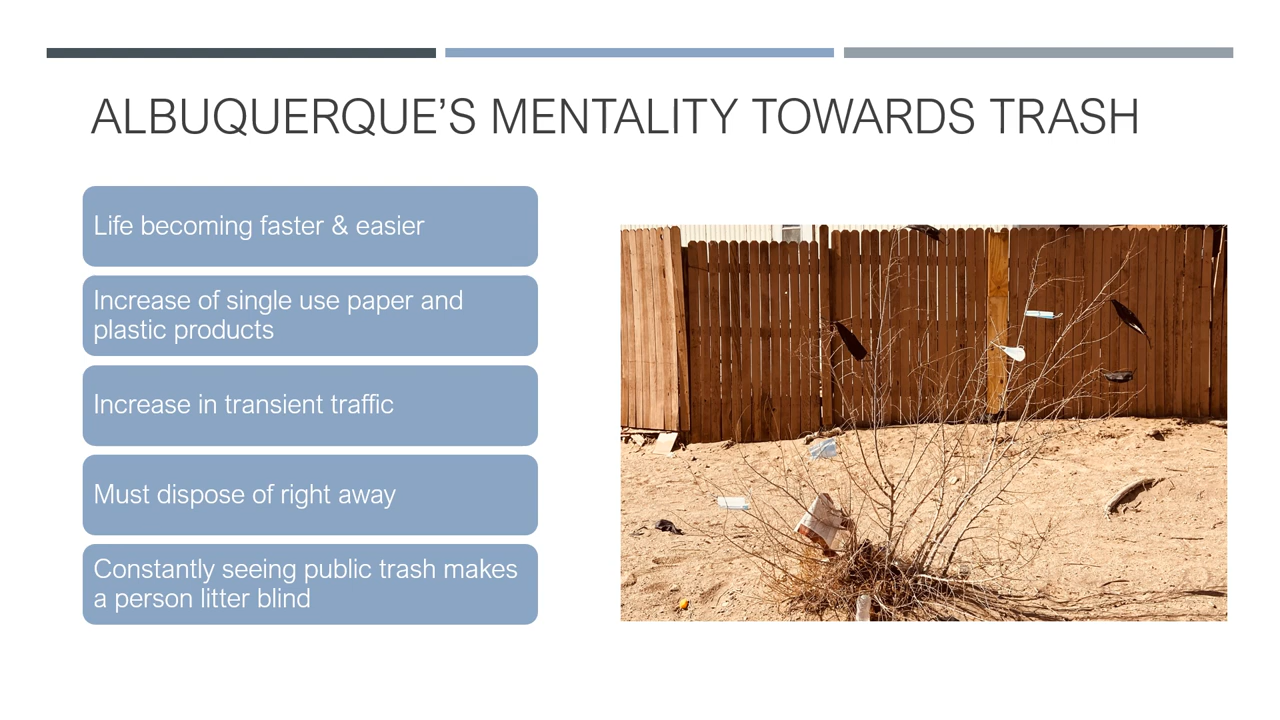 ALBUQUERQUE’S MENTALITY TOWARDS TRASH
Life becoming faster & easier
Increase of single use paper and
plastic products
Increase in transient traffic
Must dispose of right away
Constantly seeing public trash makes
a person litter blind